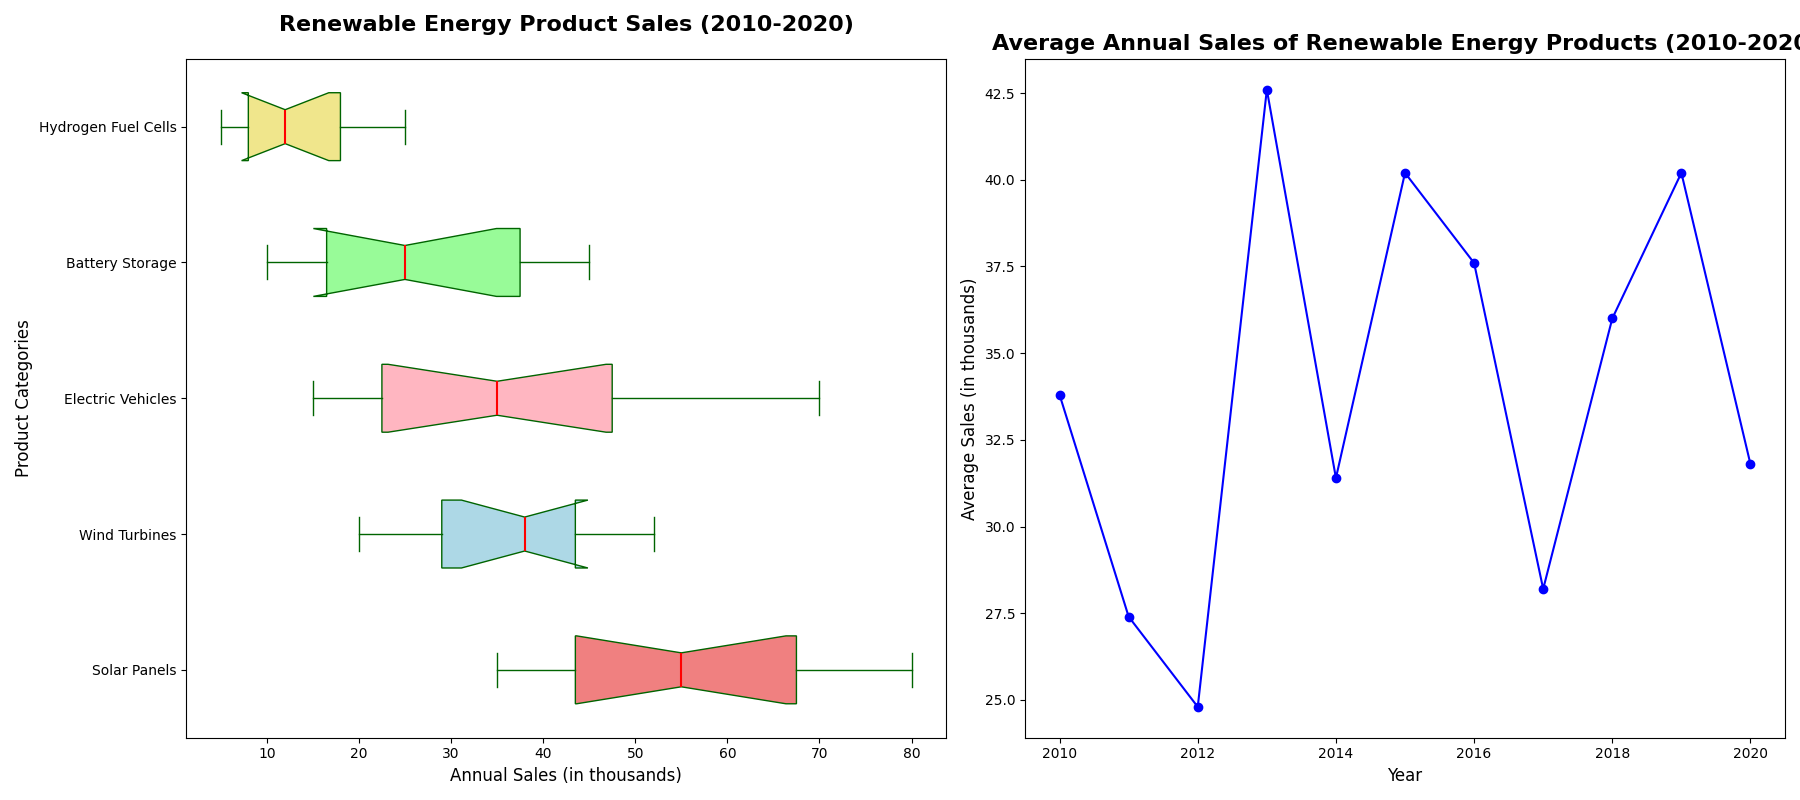 Renewable Energy Product Sales (2010-2020)
Product Categories
Hydrogen Fuel Cells
Battery Storage
Electric Vehicles
Wind Turbines
Solar Panels
10 20 30 40 50 60 70 80
Annual Sales (in thousands)
Average Annual Sales of Renewable Energy Products (2010-2020
Average Sales (in thousands)
42.5
40.0
37.5
35.0
32.5
30.0
27.5
25.0
2010 2012 2014 2016 2018 2020
Year